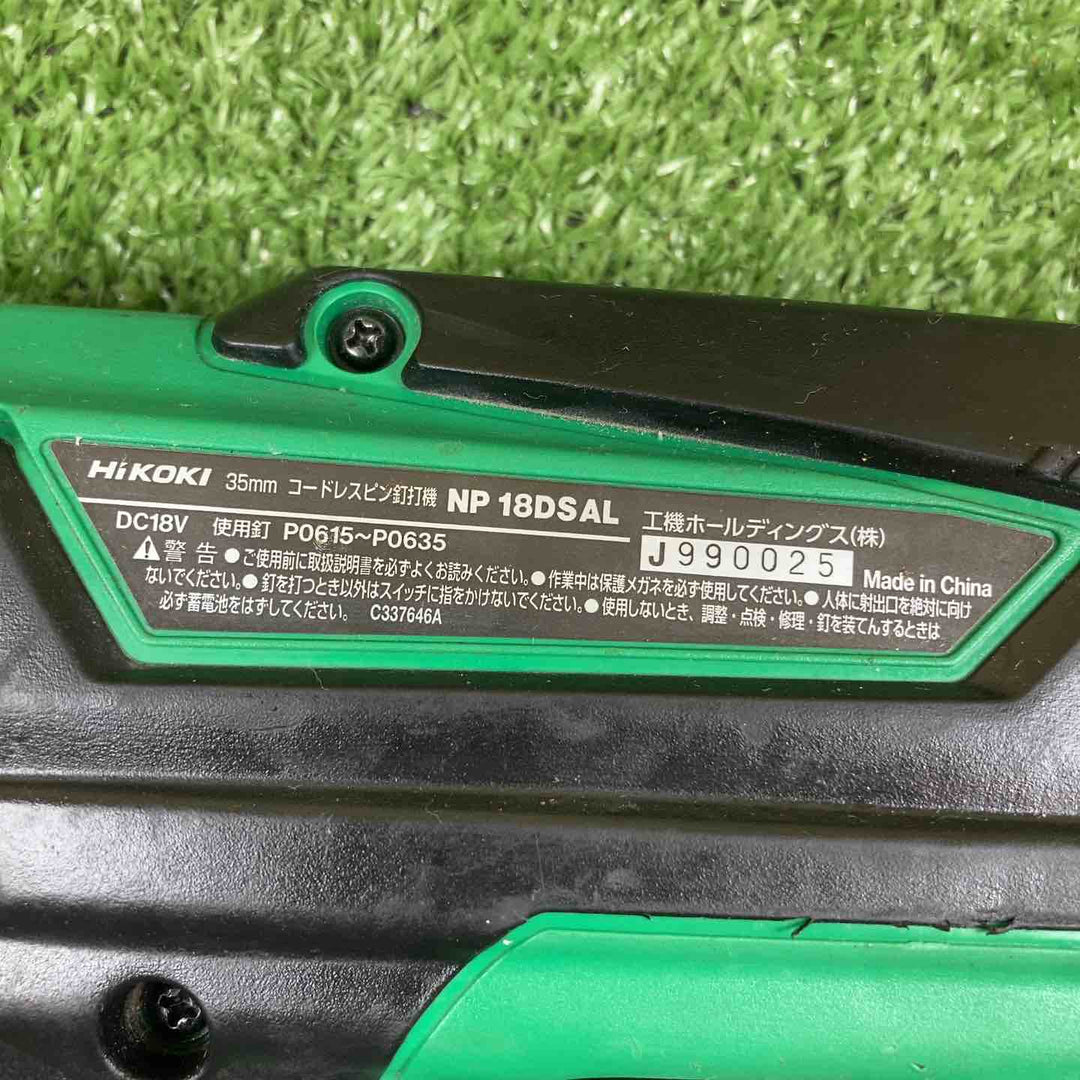 HiKOKI 35mm コードレスピン釘打機 NP 18DSAL 工機ホールディングス(株)
DC18V 使用釘 P0615~P0635 J990025 Made in China
警告 ●ご使用前に取扱説明書を必ずよくお読みください。●作業中は保護メガネを必ず使用してください。●人体に射出口を絶対に向け
ないでください。●釘を打つとき以外はスイッチに指をかけないでください。●使用しないとき、調整・点検・修理・釘を装てんするときは
必ず蓄電池をはずしてください。 C337646A